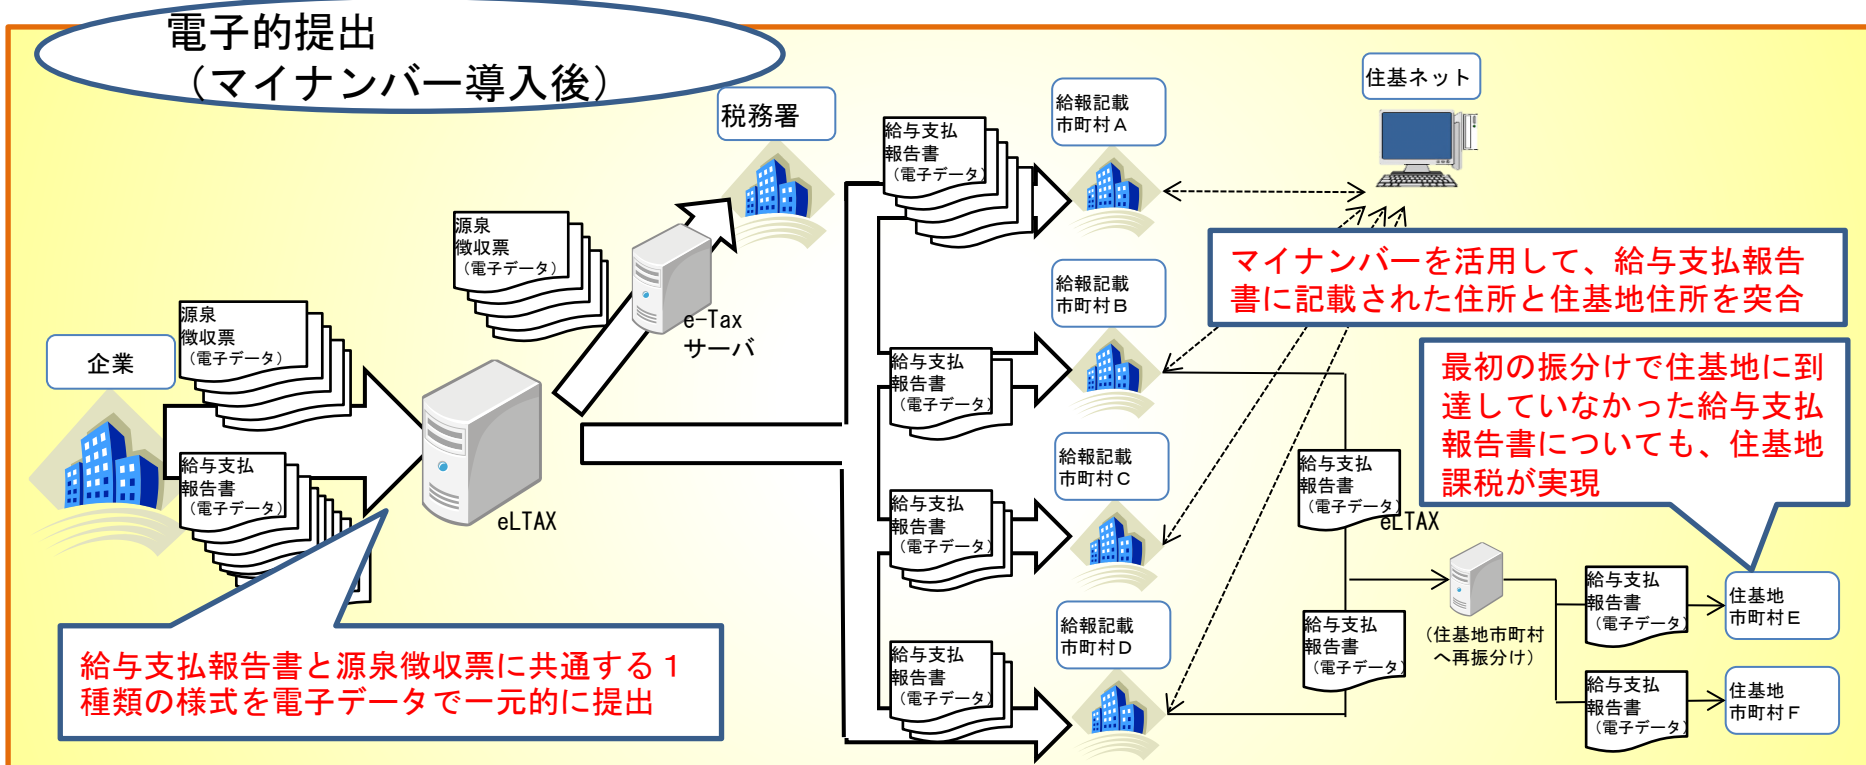 電子的提出
（マイナンバー導入後）
企業
源泉
徴収票
（電子データ）
給与支払
報告書
（電子データ）
eLTAX
給与支払報告書と源泉徴収票に共通する１
種類の様式を電子データで一元的に提出
源泉
徴収票
（電子データ）
e-Tax
サーバ
税務署
給与支払
報告書
（電子データ）
給報記載
市町村Ａ
給与支払
報告書
（電子データ）
給報記載
市町村Ｂ
給与支払
報告書
（電子データ）
給報記載
市町村Ｃ
給与支払
報告書
（電子データ）
給報記載
市町村Ｄ
住基ネット
マイナンバーを活用して、給与支払報告
書に記載された住所と住基地住所を突合
最初の振分けで住基地に到
達していなかった給与支払
報告書についても、住基地
課税が実現
給与支払
報告書
（電子データ）
eLTAX
給与支払
報告書
（電子データ）
（住基地市町村
へ再振分け）
給与支払
報告書
（電子データ）
住基地
市町村Ｅ
給与支払
報告書
（電子データ）
住基地
市町村Ｆ